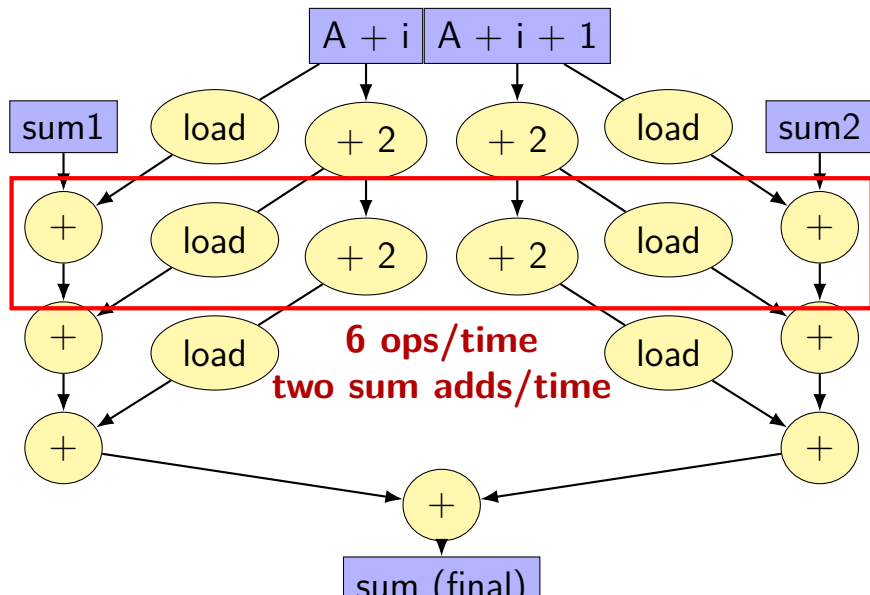 A + i A + i + 1
sum1 load + 2 + 2 load sum2
+ load + 2 + 2 load +
+ load 6 ops/time load +
two sum adds/time
+ +
+
sum (final)